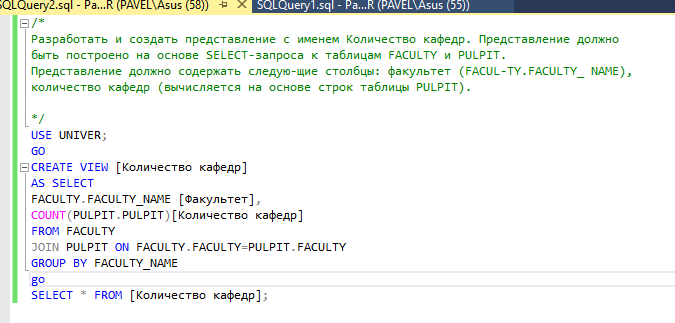 SQLQuery2.sql - Pa...R (PAVEL\Asus (58)) SQLQuery1.sql - Pa...R (PAVEL\Asus (55))
/*
Разработать и создать представление с именем Количество кафедр. Представление должно
быть построено на основе SELECT-запроса к таблицам FACULTY и PULPIT.
Представление должно содержать следую-щие столбцы: факультет (FACUL-TY.FACULTY_ NAME),
количество кафедр (вычисляется на основе строк таблицы PULPIT).
*/
USE UNIVER;
GO
CREATE VIEW [Количество кафедр]
AS SELECT
FACULTY.FACULTY_NAME [Факультет],
COUNT(PULPIT.PULPIT)[Количество кафедр]
FROM FACULTY
JOIN PULPIT ON FACULTY.FACULTY=PULPIT.FACULTY
GROUP BY FACULTY_NAME
go
SELECT * FROM [Количество кафедр];